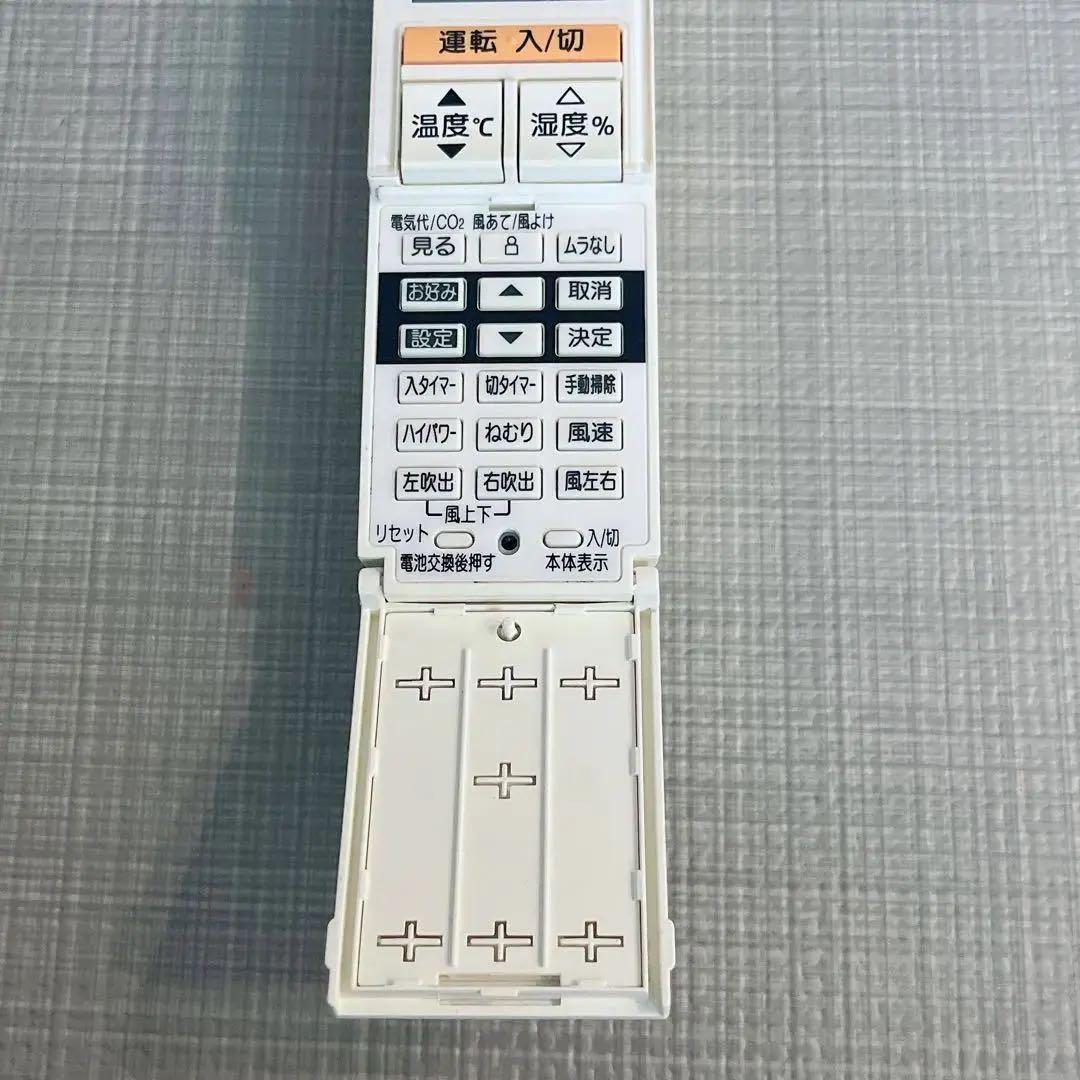 運転 入/切
▲ △
温度℃ 湿度%
▼ ▽
電気代/CO2 風あて/風よけ
見る ムラなし
お好み ▲ 取消
設定 ▼ 決定
入タイマー 切タイマー 手動掃除
ハイパワー ねむり 風速
左吹出 右吹出 風左右
風上下
リセット 入/切
電池交換後押す 本体表示